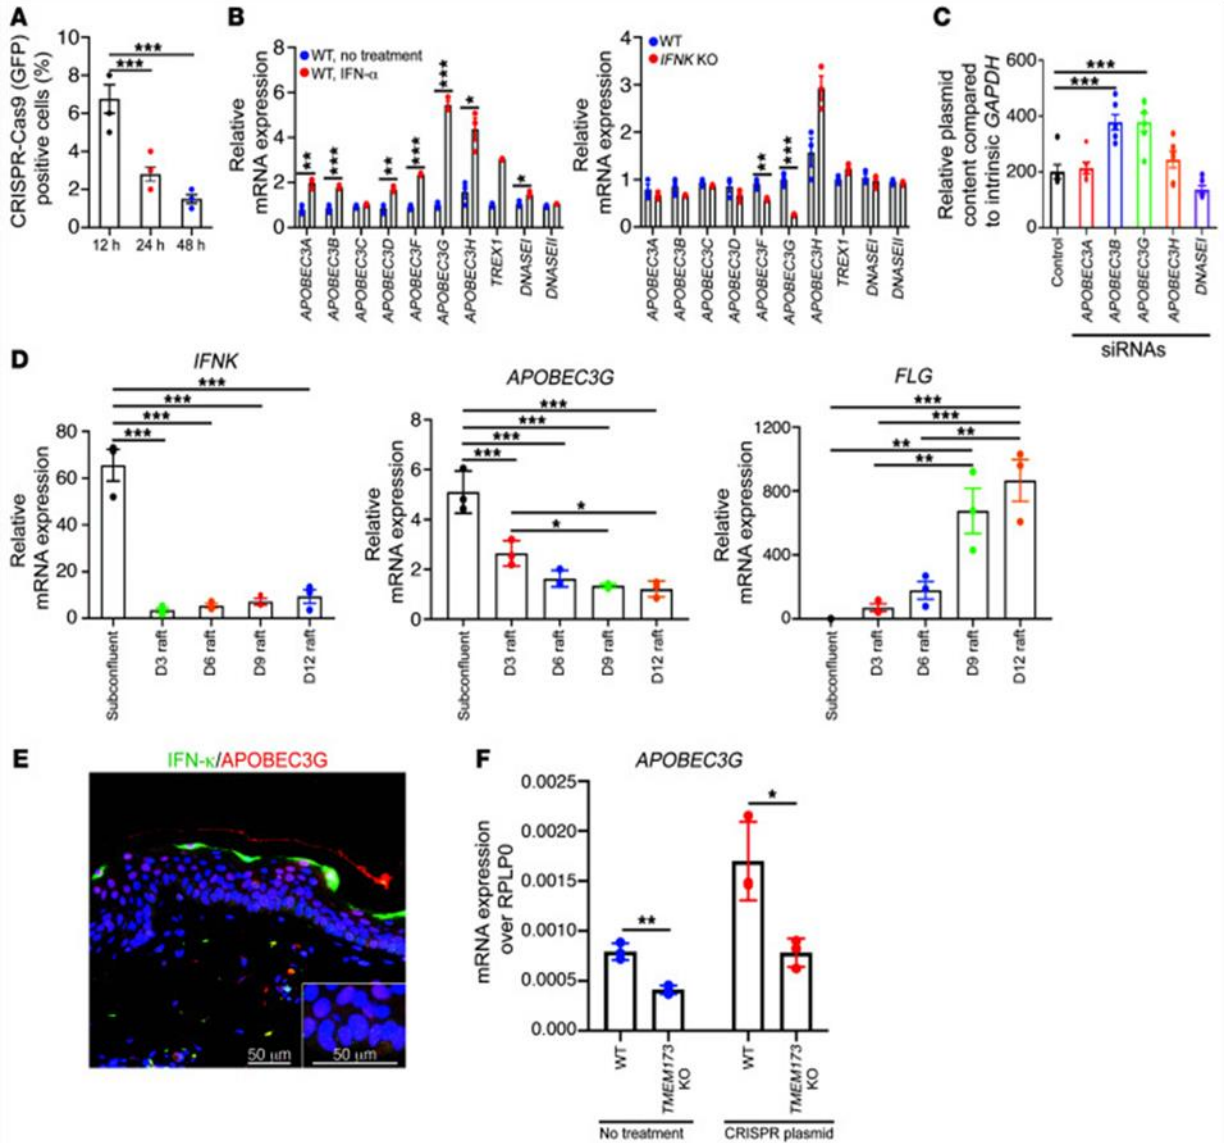 A
CRISPR-Cas9 (GFP)
positive cells (%)
10
8
6
4
2
0
***
***
12 h
24 h
48 h
B
Relative
mRNA expression
8
6
4
2
0
WT, no treatment
WT, IFN-α
**
***
**
***
***
*
*
APOBEC3A
APOBEC3B
APOBEC3C
APOBEC3D
APOBEC3F
APOBEC3G
APOBEC3H
TREX1
DNASEI
DNASEII
Relative
mRNA expression
4
3
2
1
0
WT
IFNK KO
**
***
APOBEC3A
APOBEC3B
APOBEC3C
APOBEC3D
APOBEC3F
APOBEC3G
APOBEC3H
TREX1
DNASEI
DNASEII
C
Relative plasmid
content compared
to intrinsic GAPDH
600
400
200
0
***
***
Control
APOBEC3A
APOBEC3B
APOBEC3G
APOBEC3H
DNASEI
siRNAs
D
IFNK
Relative
mRNA expression
80
60
40
20
0
***
***
***
***
Subconfluent
D3 raft
D6 raft
D9 raft
D12 raft
APOBEC3G
Relative
mRNA expression
8
6
4
2
0
***
***
***
***
*
*
Subconfluent
D3 raft
D6 raft
D9 raft
D12 raft
FLG
Relative
mRNA expression
1200
800
400
0
***
***
**
**
**
Subconfluent
D3 raft
D6 raft
D9 raft
D12 raft
E
IFN-κ/APOBEC3G
50 μm
50 μm
F
APOBEC3G
mRNA expression
over RPLP0
0.0025
0.0020
0.0015
0.0010
0.0005
0.000
**
*
WT
TMEM173
KO
WT
TMEM173
KO
No treatment
CRISPR plasmid